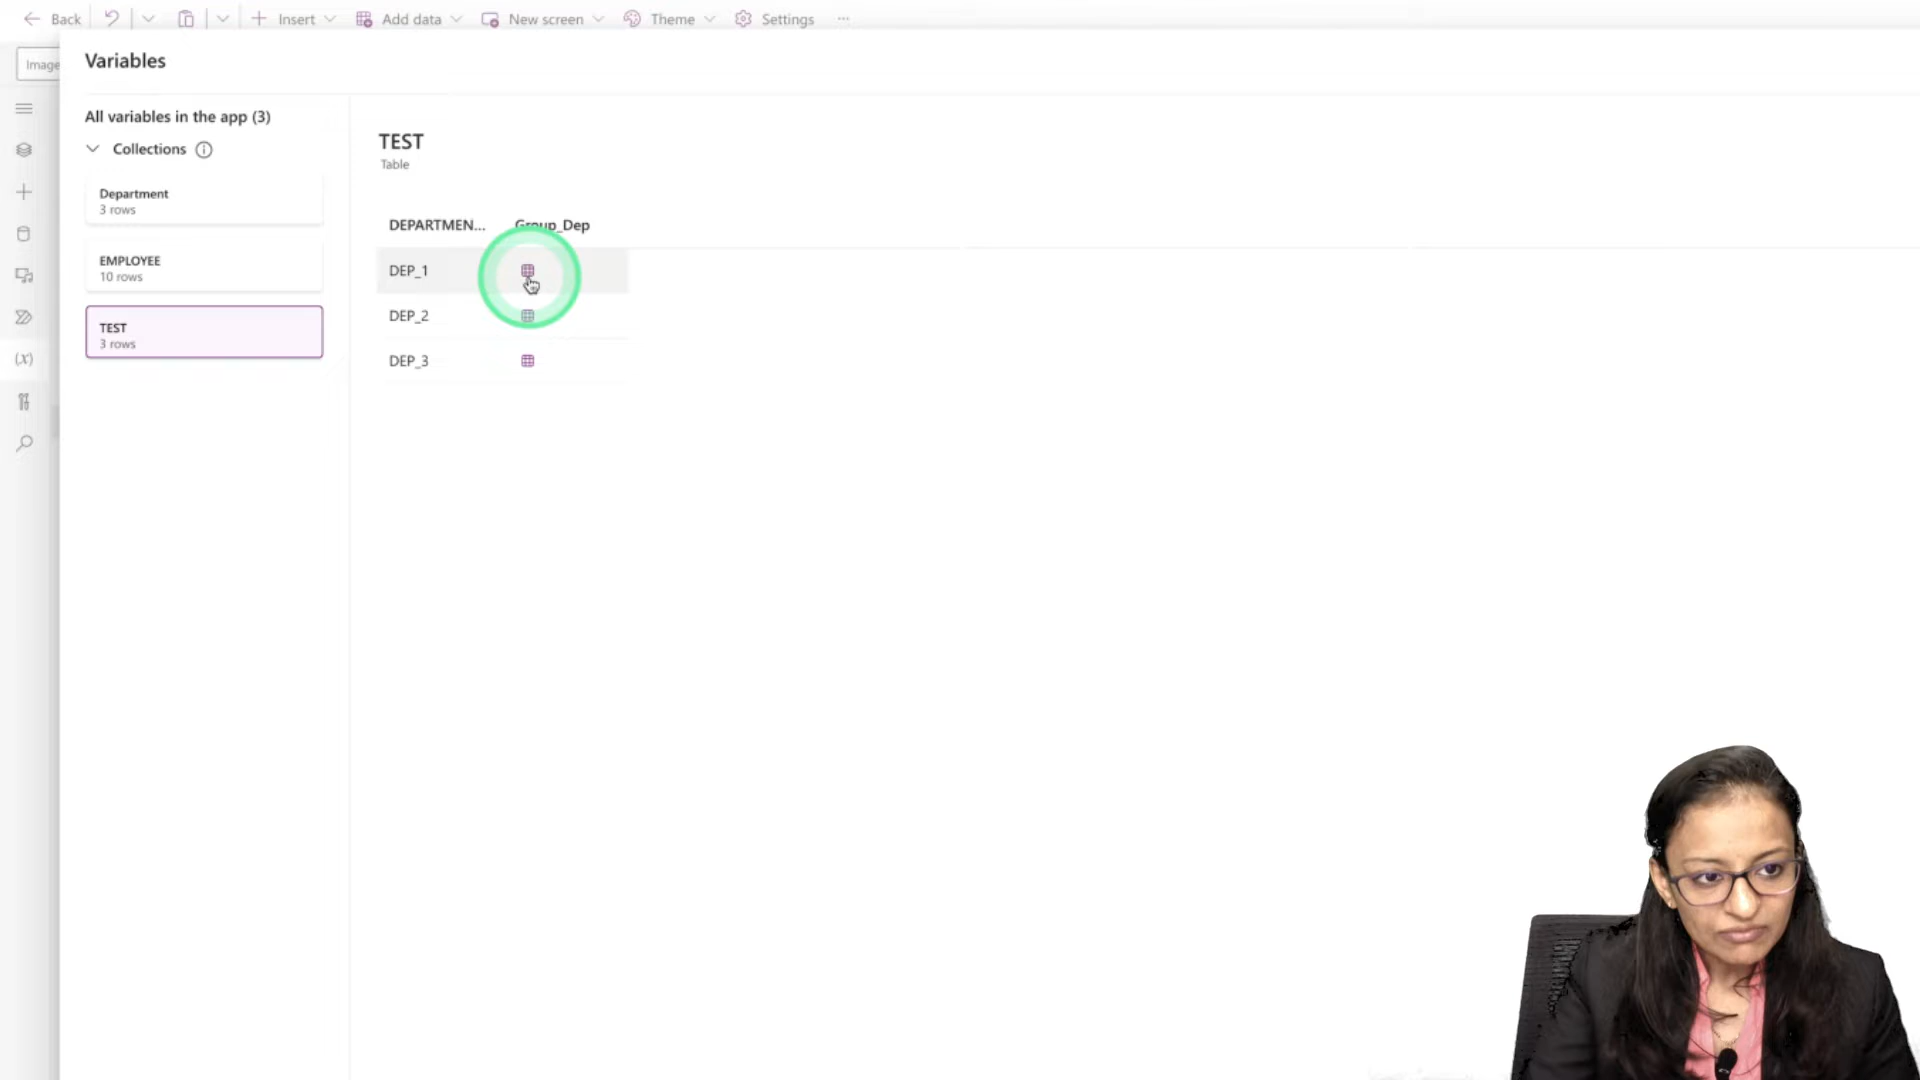 Back
Insert
Add data
New screen
Theme
Settings
...
Image
Variables
All variables in the app (3)
Collections
Department
3 rows
EMPLOYEE
10 rows
TEST
3 rows
(x)
TEST
Table
DEPARTMEN... Group_Dep
DEP_1
DEP_2
DEP_3